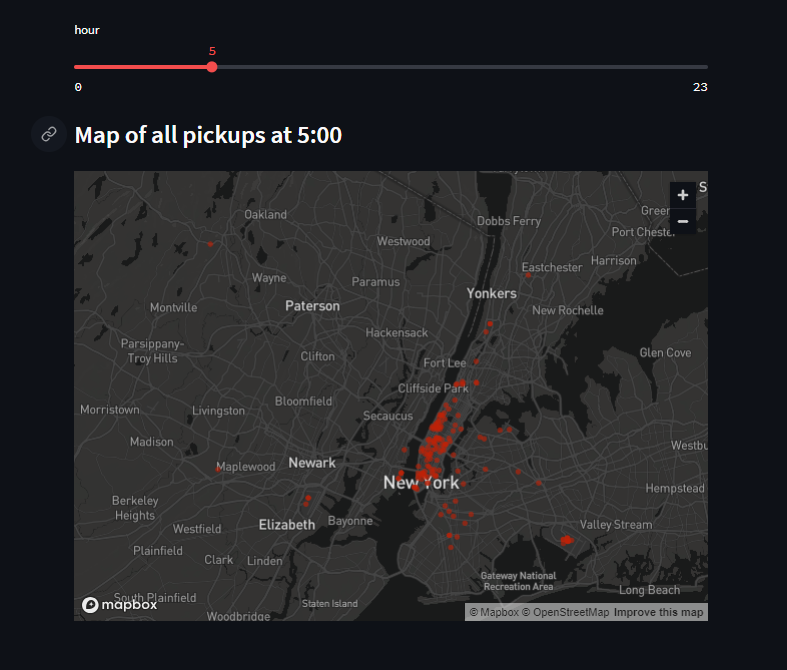 hour
5
0 23
Map of all pickups at 5:00
+
S
Oakland
Green
Dobbs Ferry
Port Chester
Westwood
Eastchester
Harrison
Wayne
Paramus
Yonkers
Montville
Paterson
New Rochelle
Hackensack
Parsippany-
Troy Hills
Glen Cove
Clifton
Fort Lee
Cliffside Park
Bloomfield
Morristown
Livingston
Secaucus
Madison
Westbu
Maplewood
Newark
New York
Hempstead
Berkeley
Heights
Elizabeth
Bayonne
Valley Stream
Westfield
Plainfield
Clark
Linden
Gateway National
Recreation Area
Long Beach
South Plainfield
mapbox
Staten Island
Woodbridge
© Mapbox © OpenStreetMap Improve this map